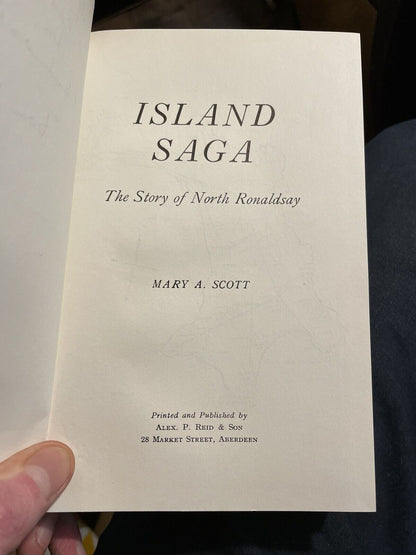 ISLAND
SAGA
The Story of North Ronaldsay
MARY A. SCOTT
Printed and Published by
ALEX. P. REID & SON
28 MARKET STREET, ABERDEEN